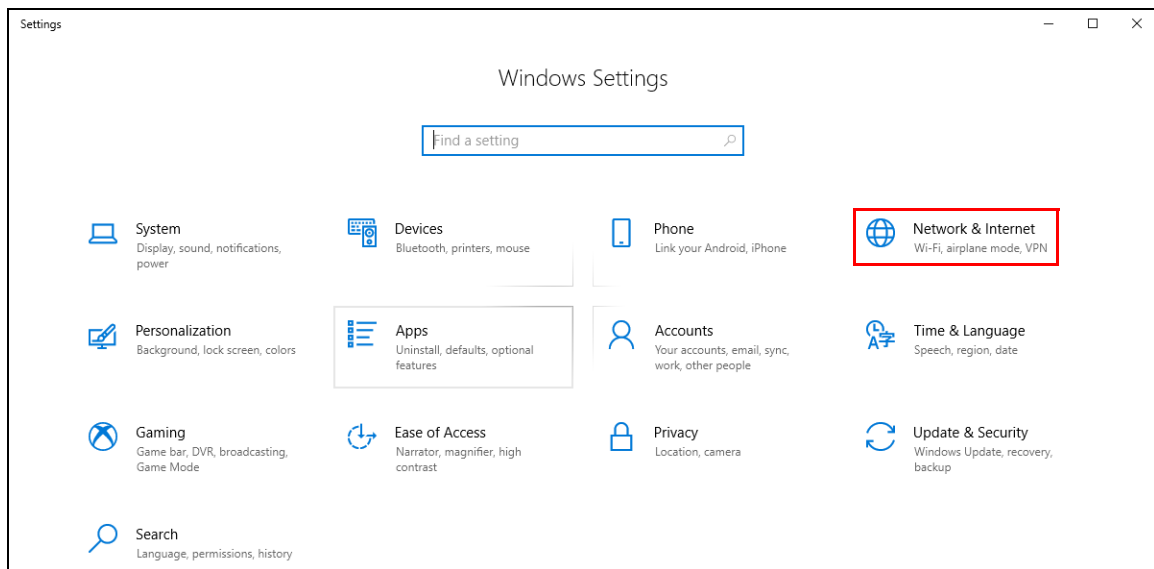 Settings
Windows Settings
Find a setting
System
Display, sound, notifications,
power
Devices
Bluetooth, printers, mouse
Phone
Link your Android, iPhone
Network & Internet
Wi-Fi, airplane mode, VPN
Personalization
Background, lock screen, colors
Apps
Uninstall, defaults, optional
features
Accounts
Your accounts, email, sync,
work, other people
Time & Language
Speech, region, date
Gaming
Game bar, DVR, broadcasting,
Game Mode
Ease of Access
Narrator, magnifier, high
contrast
Privacy
Location, camera
Update & Security
Windows Update, recovery,
backup
Search
Language, permissions, history